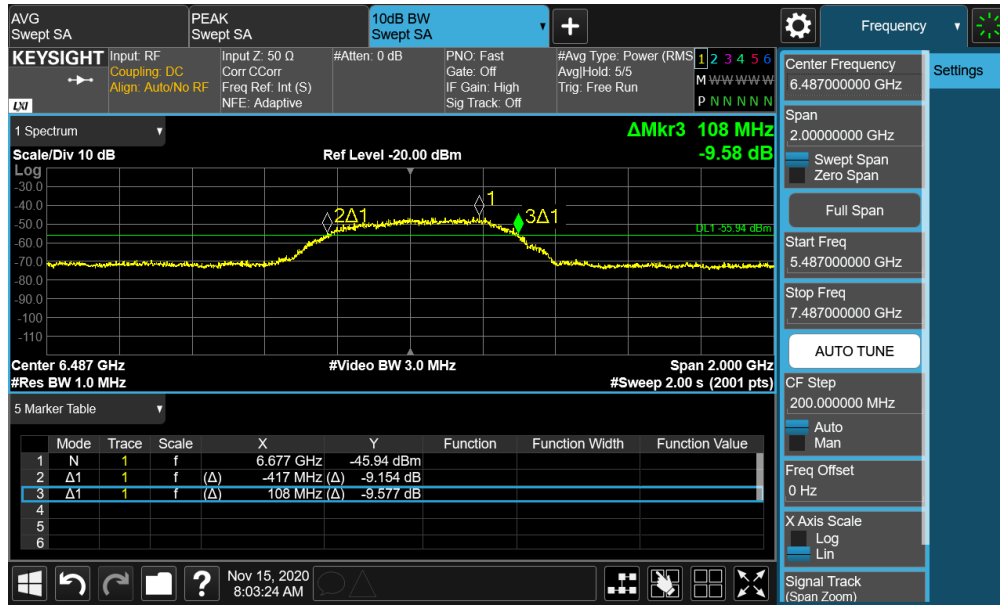 AVG
Swept SA
PEAK
Swept SA
10dB BW
Swept SA
Frequency
KEYSIGHT
LXI
Input: RF
Coupling: DC
Align: Auto/No RF
Input Z: 50 Ω
Corr CCorr
Freq Ref: Int (S)
NFE: Adaptive
#Atten: 0 dB
PNO: Fast
Gate: Off
IF Gain: High
Sig Track: Off
#Avg Type: Power (RMS
Avg|Hold: 5/5
Trig: Free Run
1 2 3 4 5 6
M W W W W W
P N N N N N
1 Spectrum
ΔMkr3 108 MHz
-9.58 dB
Scale/Div 10 dB
Ref Level -20.00 dBm
Log
-30.0
-40.0
-50.0
-60.0
-70.0
-80.0
-90.0
-100
-110
2Δ1
1
3Δ1
DL1 -55.94 dBm
Center 6.487 GHz
#Video BW 3.0 MHz
Span 2.000 GHz
#Res BW 1.0 MHz
#Sweep 2.00 s (2001 pts)
5 Marker Table
Mode Trace Scale X Y Function Function Width Function Value
1 N 1 f 6.677 GHz -45.94 dBm
2 Δ1 1 f (Δ) -417 MHz (Δ) -9.154 dB
3 Δ1 1 f (Δ) 108 MHz (Δ) -9.577 dB
4
5
6
?
Nov 15, 2020
8:03:24 AM
Center Frequency
6.487000000 GHz
Span
2.00000000 GHz
Swept Span
Zero Span
Full Span
Start Freq
5.487000000 GHz
Stop Freq
7.487000000 GHz
AUTO TUNE
CF Step
200.000000 MHz
Auto
Man
Freq Offset
0 Hz
X Axis Scale
Log
Lin
Signal Track
(Span Zoom)
Settings